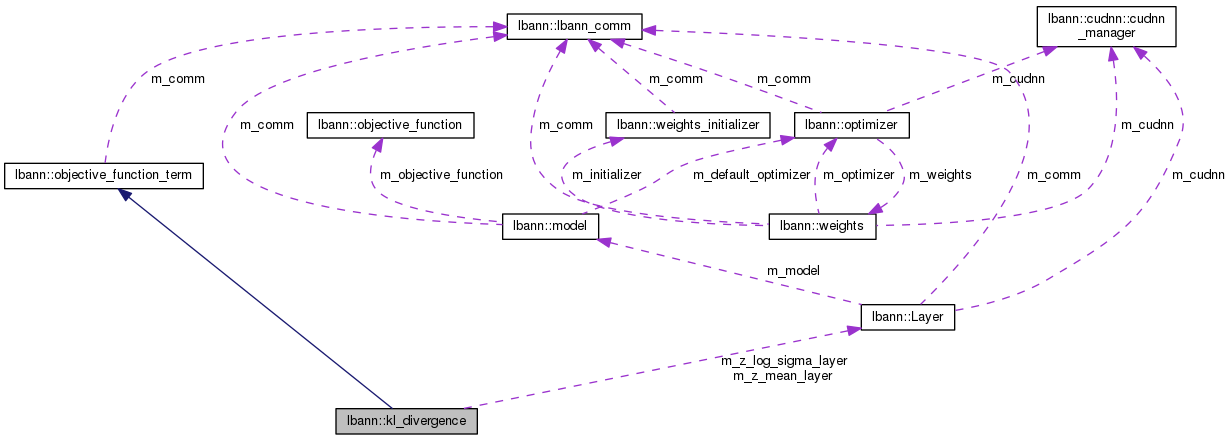 lbann::lbann_comm
lbann::cudnn::cudnn
_manager
m_comm
m_comm
m_comm
m_cudnn
m_comm
lbann::objective_function
m_comm
lbann::weights_initializer
lbann::optimizer
m_cudnn
lbann::objective_function_term
m_objective_function
m_initializer
m_default_optimizer
m_optimizer
m_weights
m_comm
m_cudnn
lbann::model
lbann::weights
m_model
lbann::Layer
m_z_log_sigma_layer
m_z_mean_layer
lbann::kl_divergence